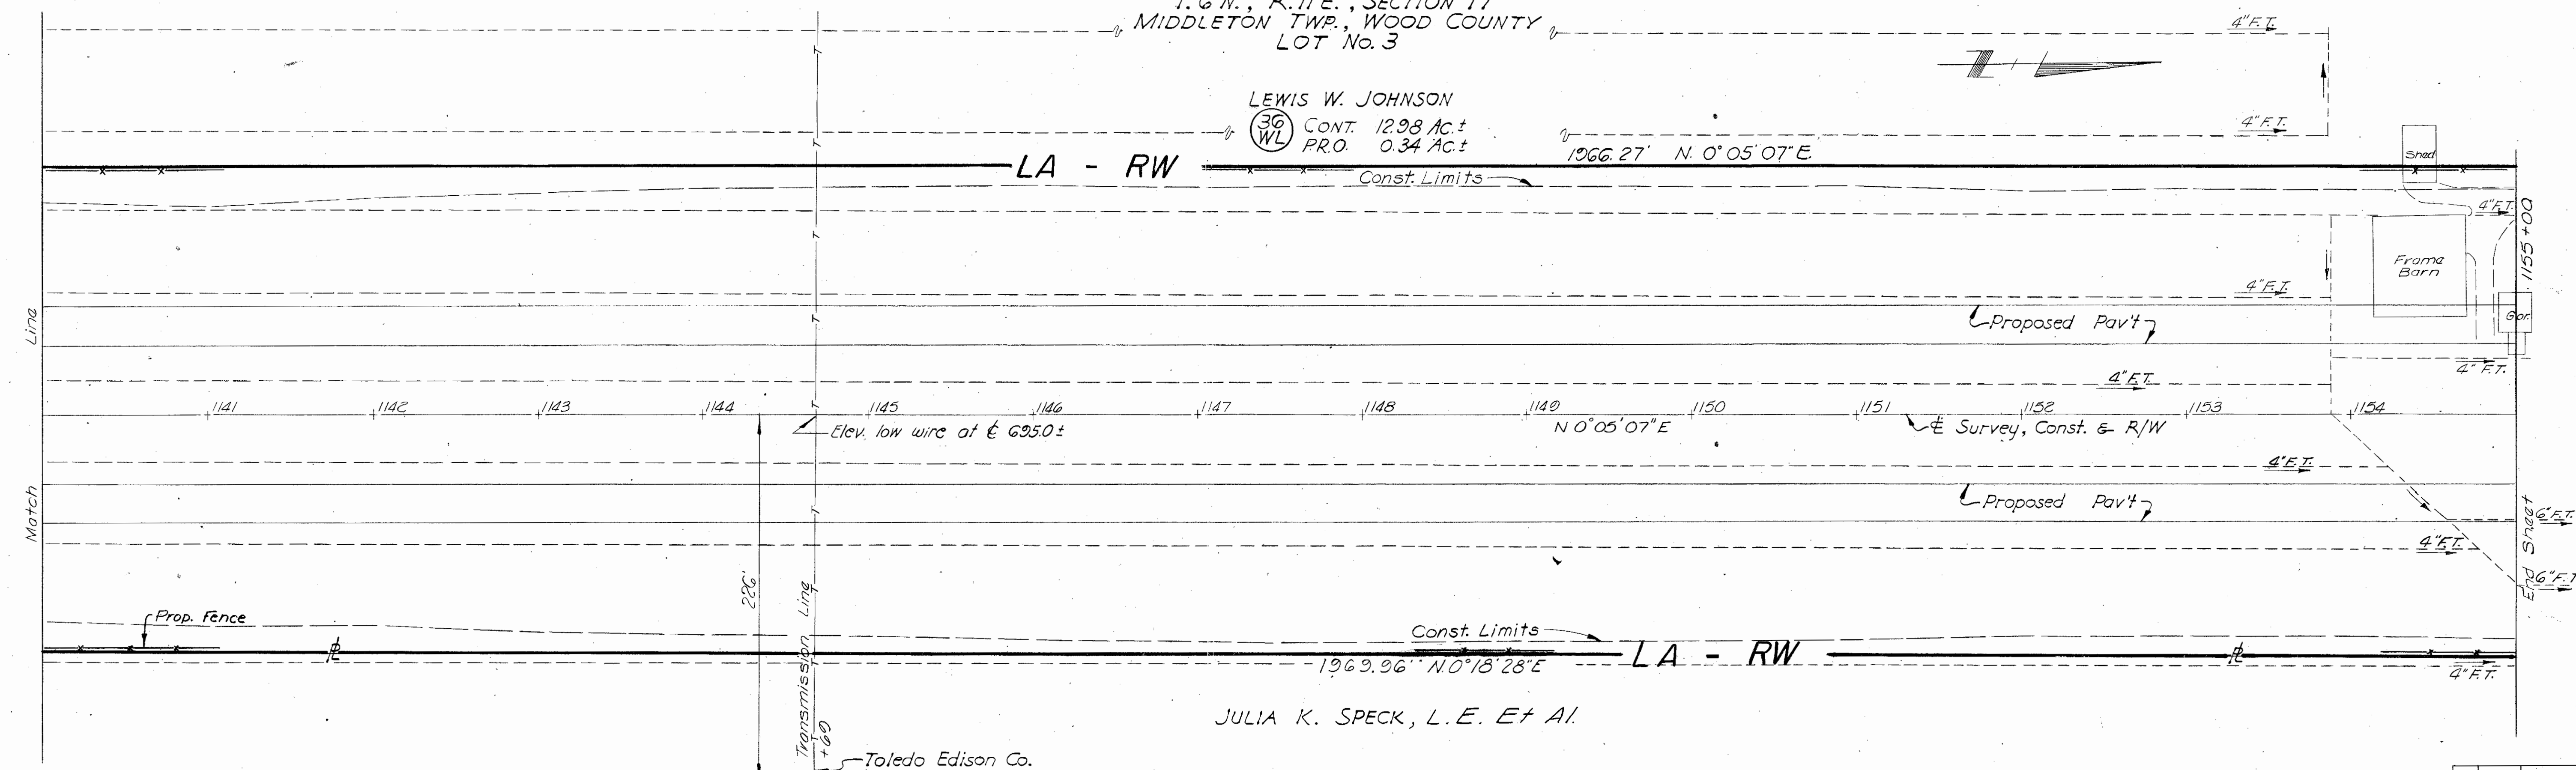 T. 6 N., R. 11 E., SECTION 17
MIDDLETON TWP., WOOD COUNTY
LOT No. 3
4" F.T.
LEWIS W. JOHNSON
36 WL
CONT. 12.98 AC.±
P.R.O. 0.34 AC.±
4" F.T.
LA - RW
1966.27' N. 0° 05' 07" E.
Const. Limits
Shed
4" F.T.
1155+00
Frame
Barn
4" F.T.
Gar.
Proposed Pav't
4" F.T.
4" F.T.
Match Line
1141 1142 1143 1144 1145 1146 1147 1148 1149 1150 1151 1152 1153 1154
Elev. low wire at ℄ 695.0±
N 0° 05' 07" E
℄ Survey, Const. & R/W
4" F.T.
Proposed Pav't
6" F.T.
4" F.T.
End Sheet
6" F.T.
226'
Transmission Line
Prop. Fence
Const. Limits
LA - RW
1969.96' N. 0° 18' 28" E
4" F.T.
JULIA K. SPECK, L.E. Et Al.
+69
Toledo Edison Co.